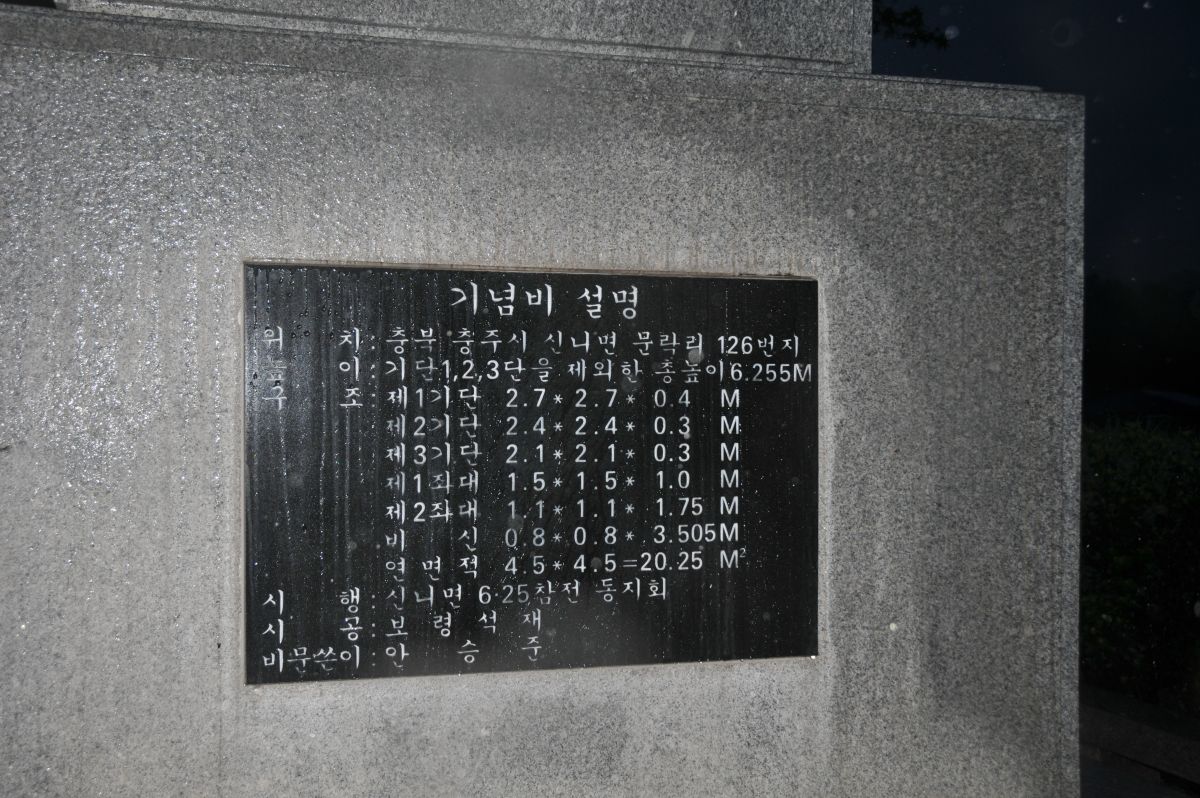 기념비 설명
위 치 : 충북 충주시 신니면 문락리 126번지
높 이 : 기단1,2,3단을 제외한 총높이 6.255M
구 조 : 제1기단 2.7 * 2.7 * 0.4 M
제2기단 2.4 * 2.4 * 0.3 M
제3기단 2.1 * 2.1 * 0.3 M
제1좌대 1.5 * 1.5 * 1.0 M
제2좌대 1.1 * 1.1 * 1.75 M
비 신 0.8 * 0.8 * 3.505M
연 면 적 4.5 * 4.5 = 20.25 M²
시 행 : 신니면 6·25참전 동지회
시 공 : 보 령 석 재
비문쓴이 : 안 승 준